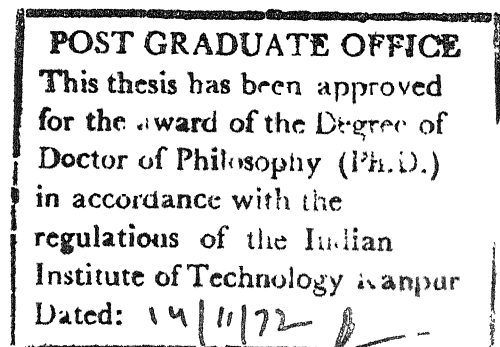 POST GRADUATE OFFICE
This thesis has been approved
for the award of the Degree of
Doctor of Philosophy (Ph.D.)
in accordance with the
regulations of the Indian
Institute of Technology Kanpur
Dated: 14/11/72